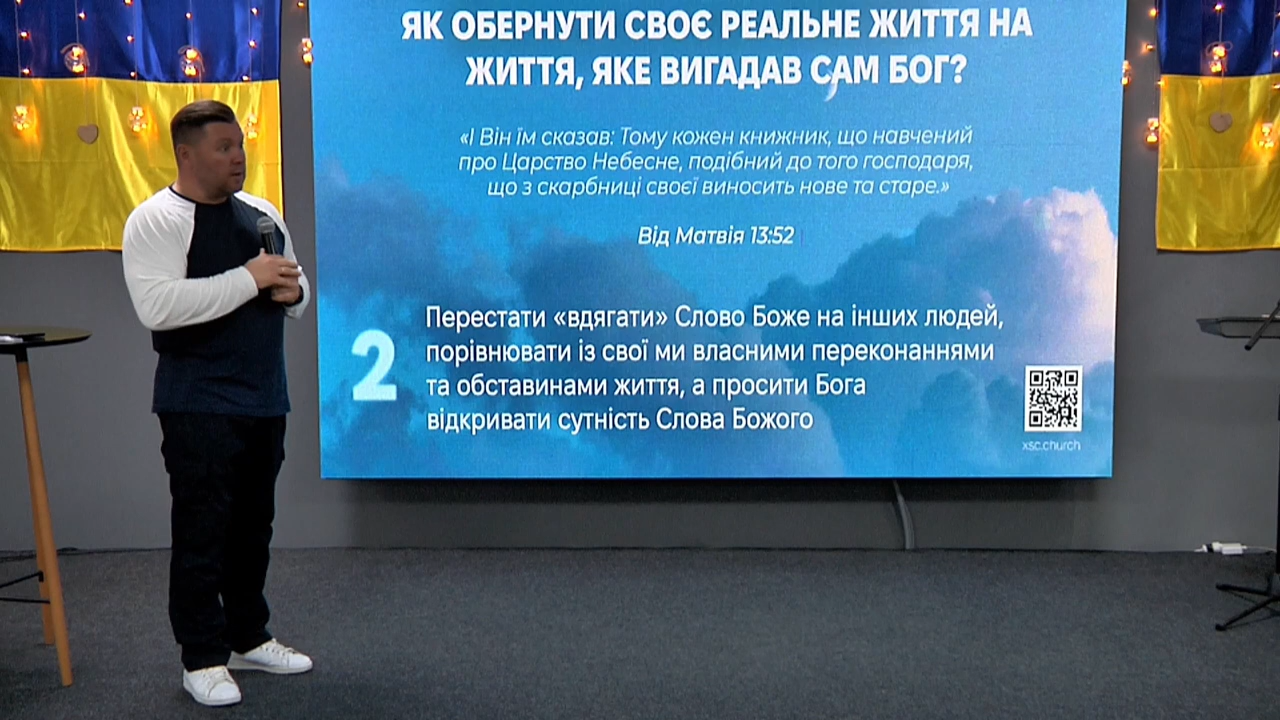 ЯК ОБЕРНУТИ СВОЄ РЕАЛЬНЕ ЖИТТЯ НА
ЖИТТЯ, ЯКЕ ВИГАДАВ САМ БОГ?
«І Він їм сказав: Тому кожен книжник, що навчений
про Царство Небесне, подібний до того господаря,
що з скарбниці своєї виносить нове та старе.»
Від Матвія 13:52
2
Перестати «вдягати» Слово Боже на інших людей,
порівнювати із свої ми власними переконаннями
та обставинами життя, а просити Бога
відкривати сутність Слова Божого
xsc.church